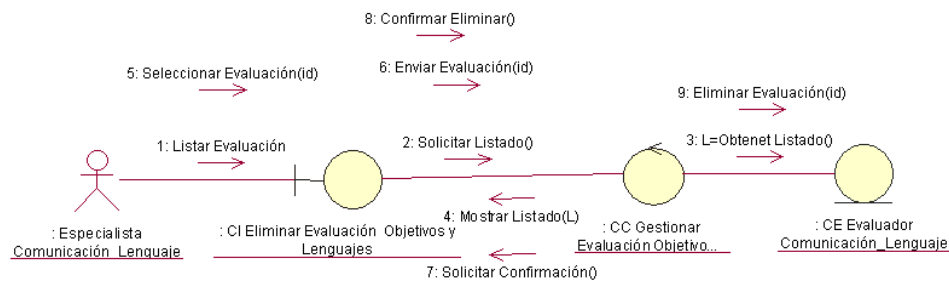 8: Confirmar Eliminar()
5: Seleccionar Evaluación(id)
6: Enviar Evaluación(id)
9: Eliminar Evaluación(id)
1: Listar Evaluación
2: Solicitar Listado()
3: L=Obtenet Listado()
4: Mostrar Listado(L)
: Especialista
Comunicación_Lenguaje
: CI Eliminar Evaluación Objetivos y
Lenguajes
: CC Gestionar
Evaluación Objetivo...
: CE Evaluador
Comunicación_Lenguaje
7: Solicitar Confirmación()